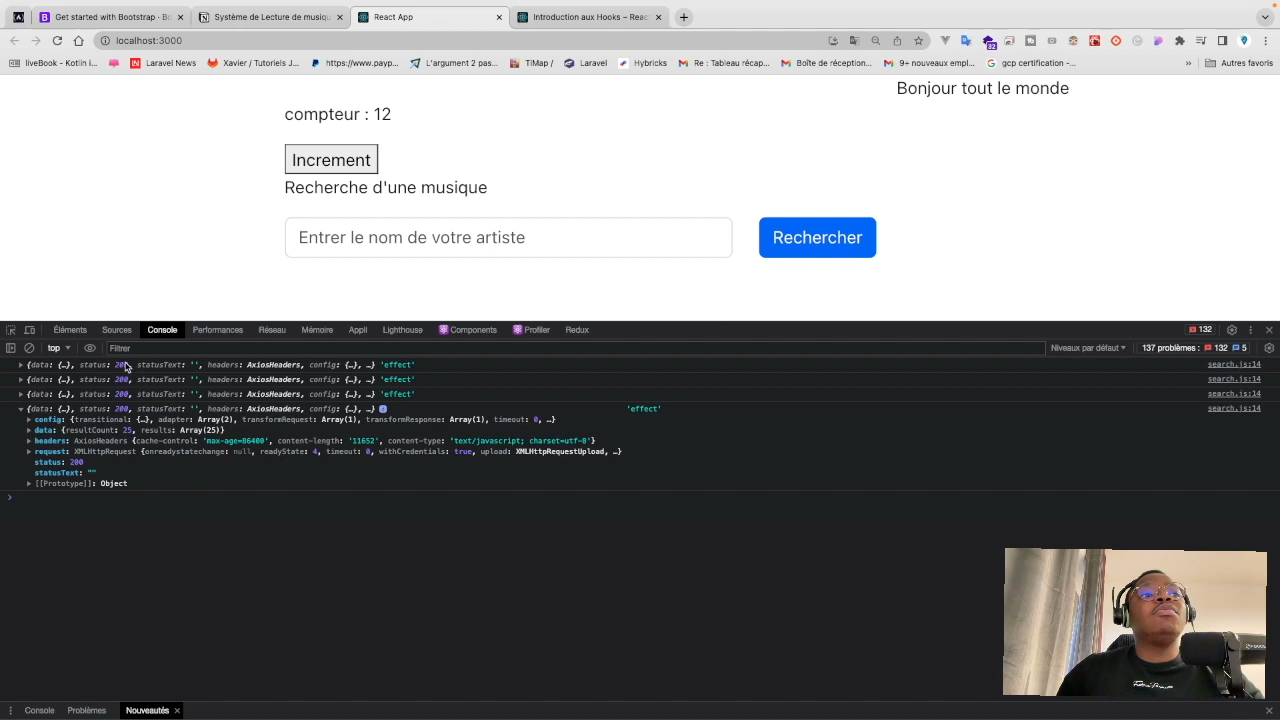 Get started with Bootstrap · Bo
Système de Lecture de musiqu
React App
Introduction aux Hooks – Reac
localhost:3000
32
liveBook - Kotlin i...
Laravel News
Xavier / Tutoriels J...
https://www.payp...
L'argument 2 pas...
TiMap /
Laravel
Hybricks
Re : Tableau récap...
Boîte de réception...
9+ nouveaux empl...
gcp certification -...
»
Autres favoris
Bonjour tout le monde
compteur : 12
Increment
Recherche d'une musique
Entrer le nom de votre artiste
Rechercher
Éléments
Sources
Console
Performances
Réseau
Mémoire
Appli
Lighthouse
Components
Profiler
Redux
132
top
Filtrer
Niveaux par défaut
137 problèmes : 132 5
{data: {…}, status: 200, statusText: '', headers: AxiosHeaders, config: {…}, …} 'effect' search.js:14
{data: {…}, status: 200, statusText: '', headers: AxiosHeaders, config: {…}, …} 'effect' search.js:14
{data: {…}, status: 200, statusText: '', headers: AxiosHeaders, config: {…}, …} 'effect' search.js:14
{data: {…}, status: 200, statusText: '', headers: AxiosHeaders, config: {…}, …} 'effect' search.js:14
config: {transitional: {…}, adapter: Array(2), transformRequest: Array(1), transformResponse: Array(1), timeout: 0, …}
data: {resultCount: 25, results: Array(25)}
headers: AxiosHeaders {cache-control: 'max-age=86400', content-length: '11652', content-type: 'text/javascript; charset=utf-8'}
request: XMLHttpRequest {onreadystatechange: null, readyState: 4, timeout: 0, withCredentials: true, upload: XMLHttpRequestUpload, …}
status: 200
statusText: ""
[[Prototype]]: Object
Console
Problèmes
Nouveautés